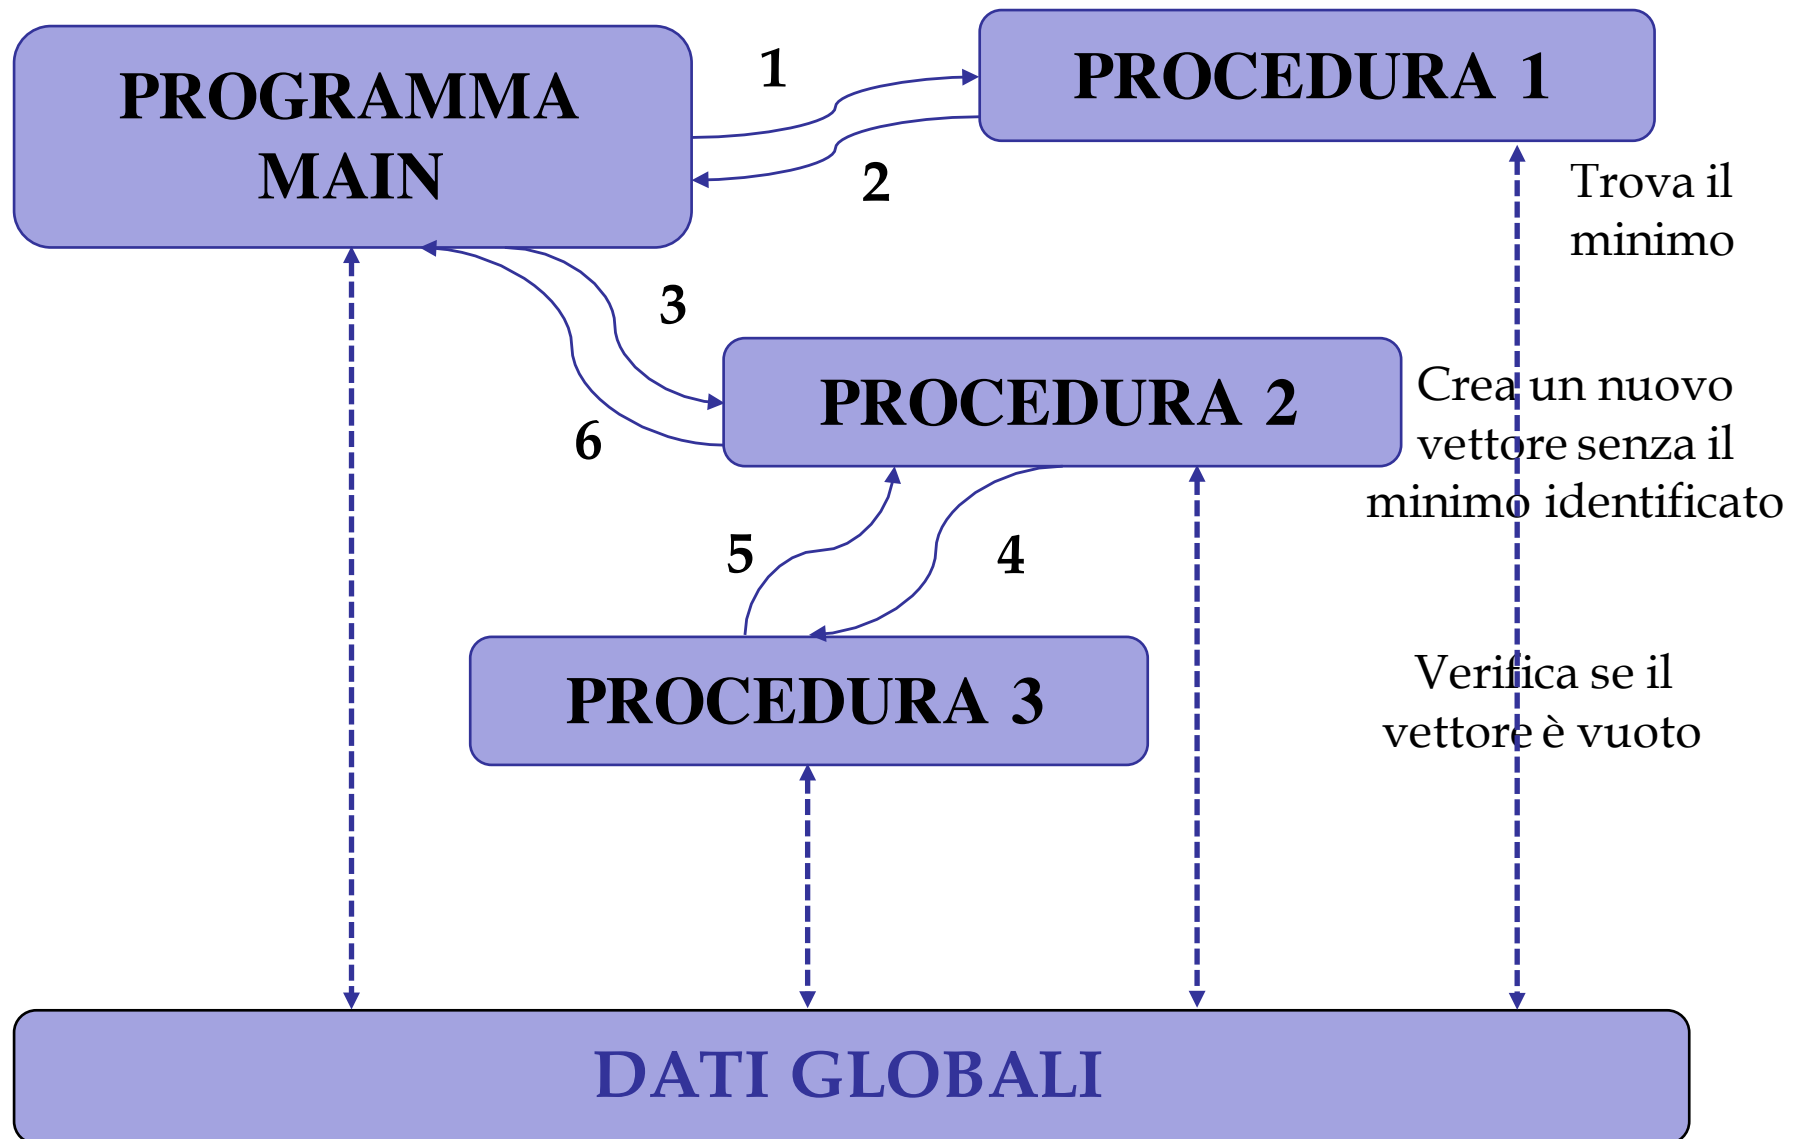 PROGRAMMA
MAIN
1
2
PROCEDURA 1
Trova il
minimo
3
6
PROCEDURA 2
Crea un nuovo
vettore senza il
minimo identificato
5
4
PROCEDURA 3
Verifica se il
vettore è vuoto
DATI GLOBALI